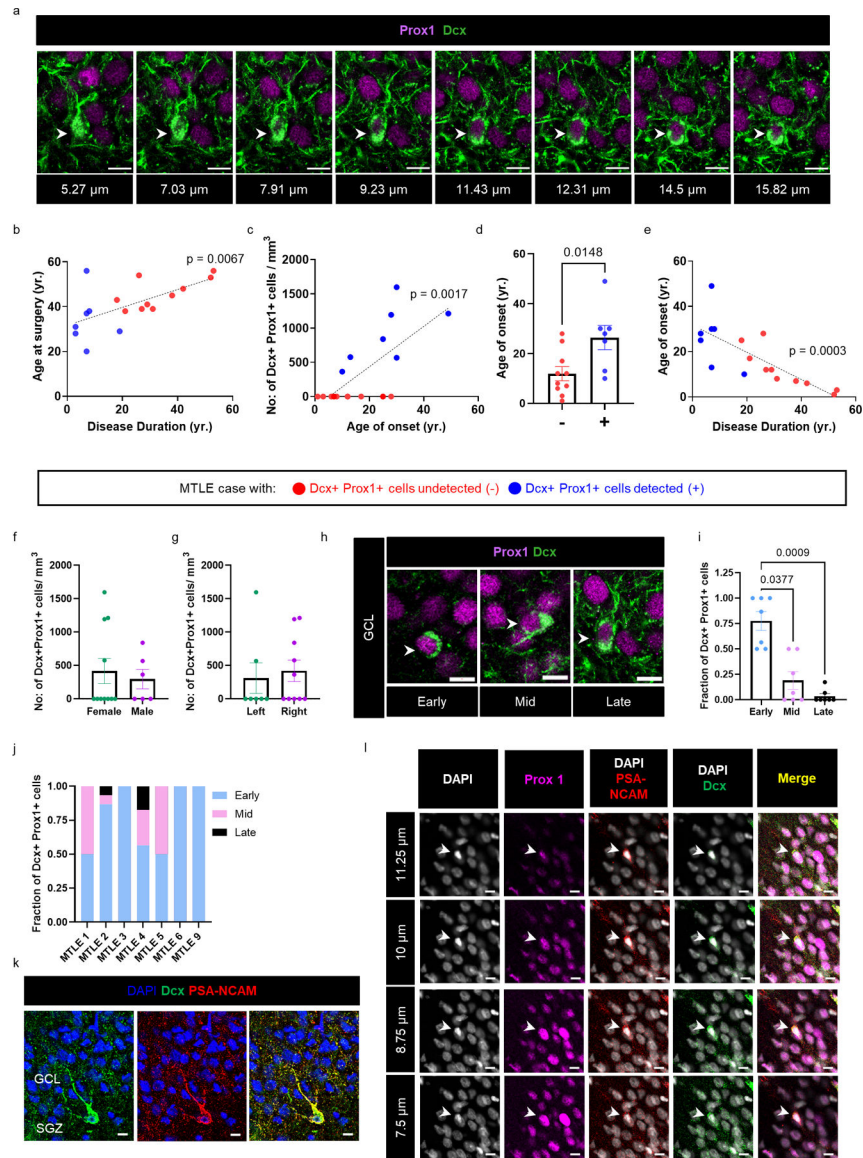 a
Prox1 Dcx
5.27 µm 7.03 µm 7.91 µm 9.23 µm 11.43 µm 12.31 µm 14.5 µm 15.82 µm
b
Age at surgery (yr.)
60
40
20
0
0 20 40 60
Disease Duration (yr.)
p = 0.0067
c
No: of Dcx+ Prox1+ cells / mm³
2000
1500
1000
500
0
0 20 40 60
Age of onset (yr.)
p = 0.0017
d
Age of onset (yr.)
60
40
20
0
- +
0.0148
e
Age of onset (yr.)
60
40
20
0
0 20 40 60
Disease Duration (yr.)
p = 0.0003
MTLE case with: Dcx+ Prox1+ cells undetected (-) Dcx+ Prox1+ cells detected (+)
f
No. of Dcx+Prox1+ cells/ mm³
2000
1500
1000
500
0
Female Male
g
No. of Dcx+Prox1+ cells/ mm³
2000
1500
1000
500
0
Left Right
h
GCL
Prox1 Dcx
Early Mid Late
i
Fraction of Dcx+ Prox1+ cells
1.00
0.75
0.50
0.25
0
Early Mid Late
0.0009
0.0377
j
Fraction of Dcx+ Prox1+ cells
1.00
0.75
0.50
0.25
0.00
MTLE 1 MTLE 2 MTLE 3 MTLE 4 MTLE 5 MTLE 6 MTLE 9
Early
Mid
Late
k
DAPI Dcx PSA-NCAM
GCL
SGZ
l
DAPI
Prox 1
DAPI
PSA-
NCAM
DAPI
Dcx
Merge
11.25 µm
10 µm
8.75 µm
7.5 µm